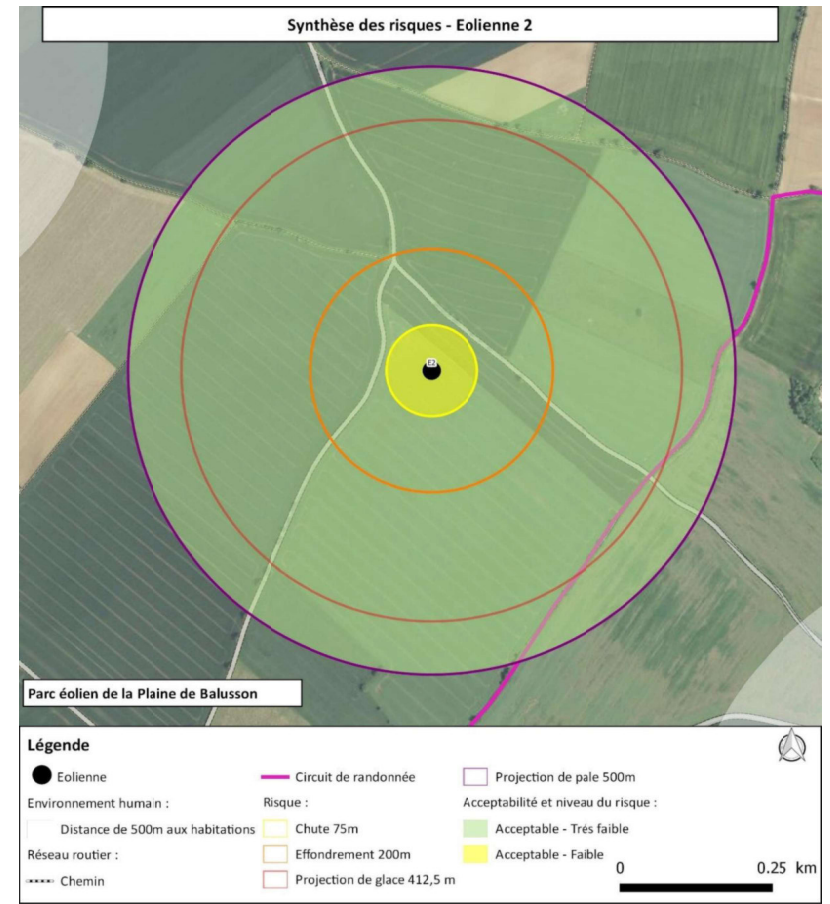 Synthèse des risques - Eolienne 2
E2
Parc éolien de la Plaine de Balusson
Légende
Eolienne
Environnement humain :
Distance de 500m aux habitations
Réseau routier :
Chemin
Circuit de randonnée
Risque :
Chute 75m
Effondrement 200m
Projection de glace 412,5 m
Projection de pale 500m
Acceptabilité et niveau du risque :
Acceptable - Trés faible
Acceptable - Faible
0 0.25 km